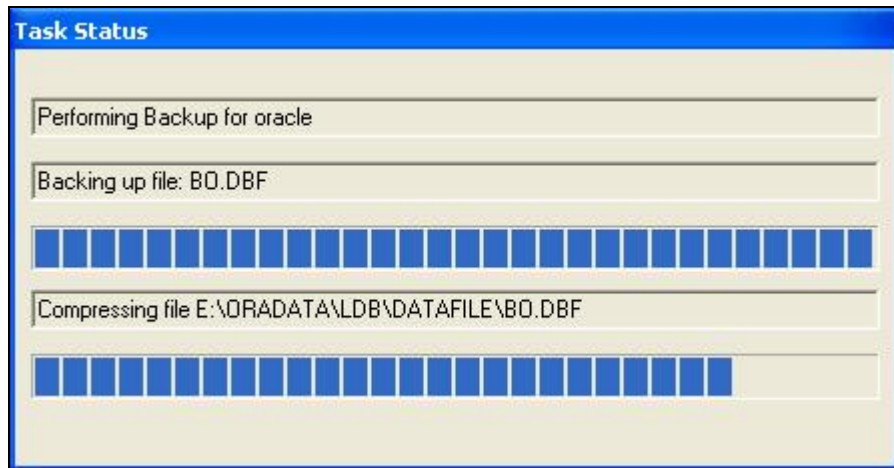 Task Status
Performing Backup for oracle
Backing up file: BO.DBF
Compressing file E:\ORADATA\LDB\DATAFILE\BO.DBF